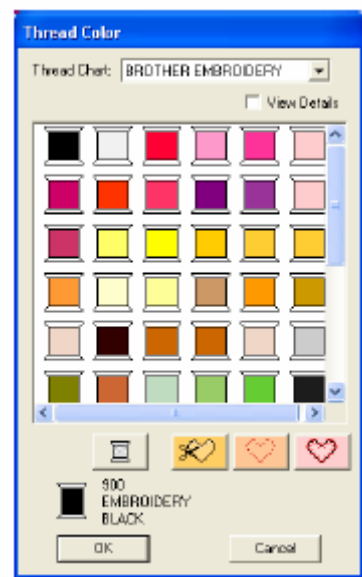 Thread Color
Thread Chart: BROTHER EMBROIDERY
View Details
900
EMBROIDERY
BLACK
OK
Cancel